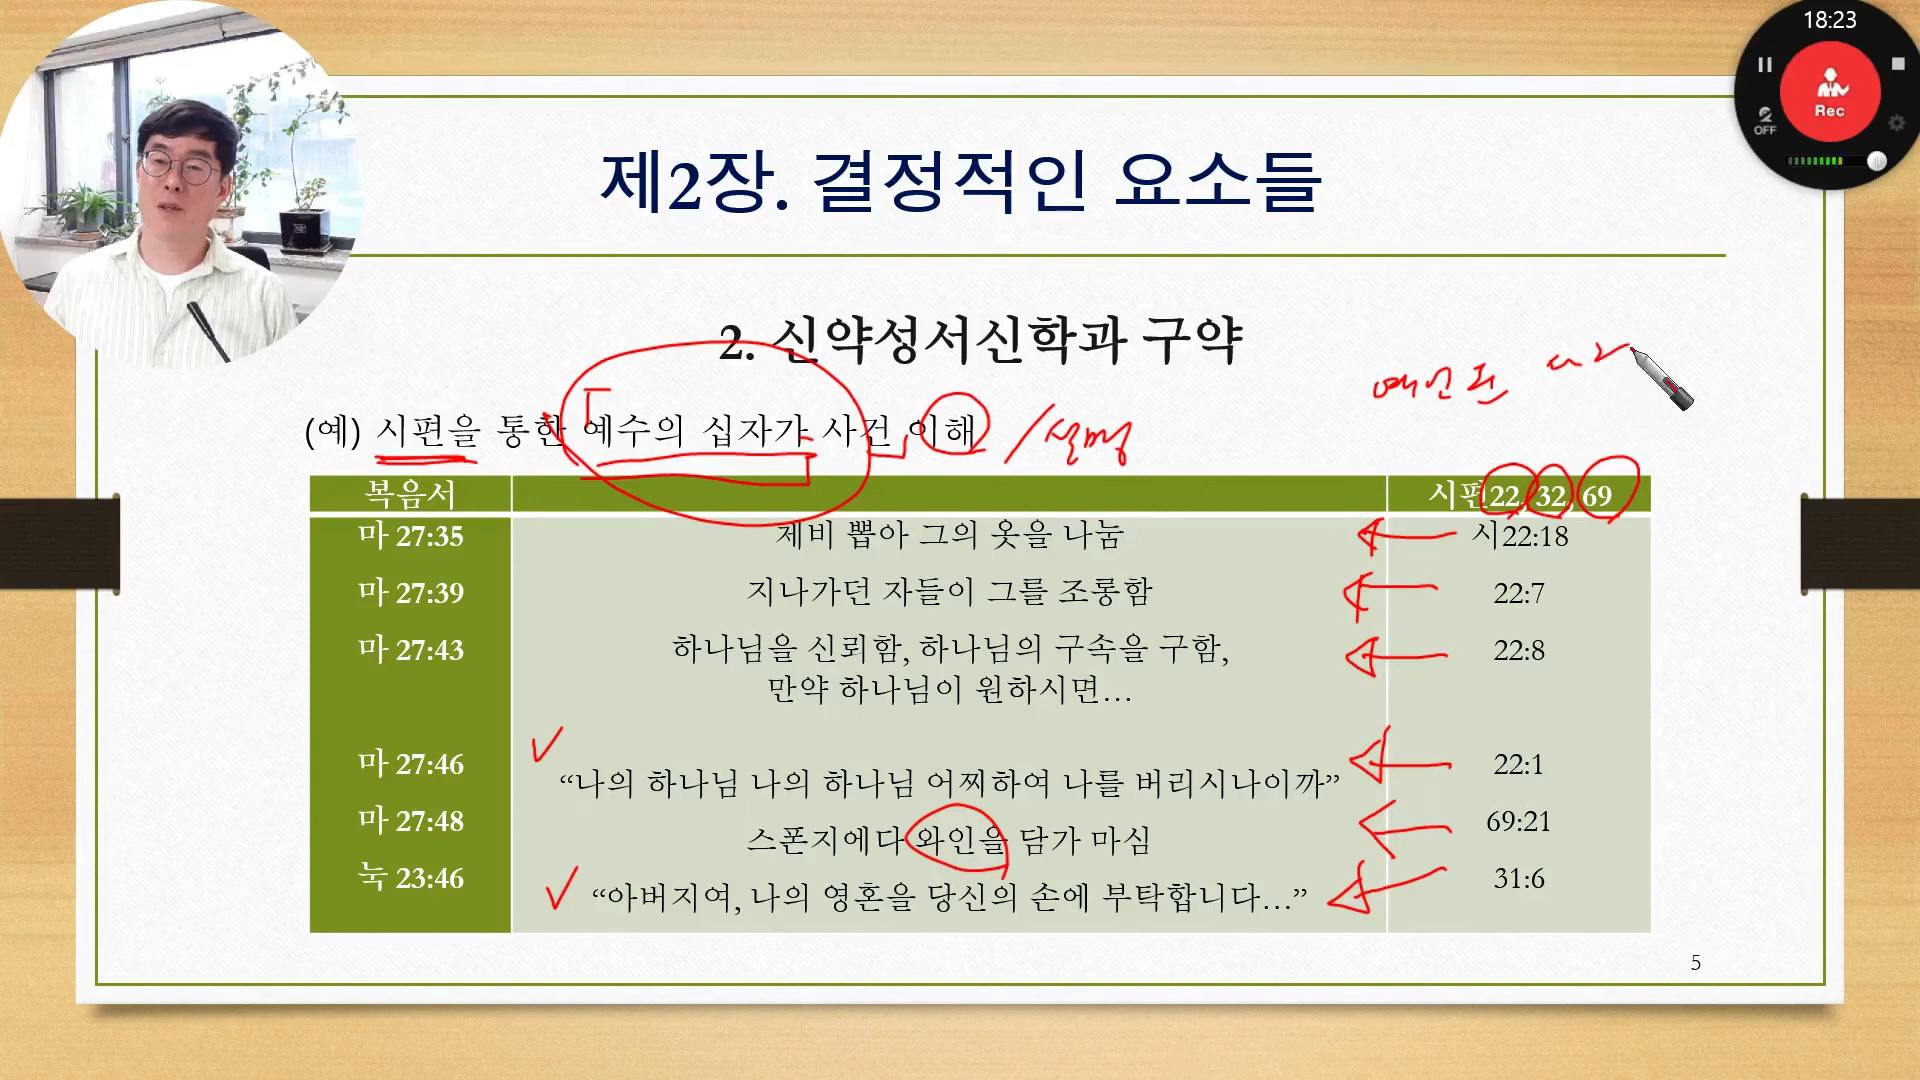 18:23
OFF
Rec
제2장. 결정적인 요소들
2. 신약성서신학과 구약
(예) 시편을 통한 예수의 십자가 사건 이해 /설명
복음서 시편22, 32, 69
마 27:35 제비 뽑아 그의 옷을 나눔 시22:18
마 27:39 지나가던 자들이 그를 조롱함 22:7
마 27:43 하나님을 신뢰함, 하나님의 구속을 구함, 22:8
만약 하나님이 원하시면…
마 27:46 “나의 하나님 나의 하나님 어찌하여 나를 버리시나이까” 22:1
마 27:48 스폰지에다 와인을 담가 마심 69:21
눅 23:46 “아버지여, 나의 영혼을 당신의 손에 부탁합니다…” 31:6
5